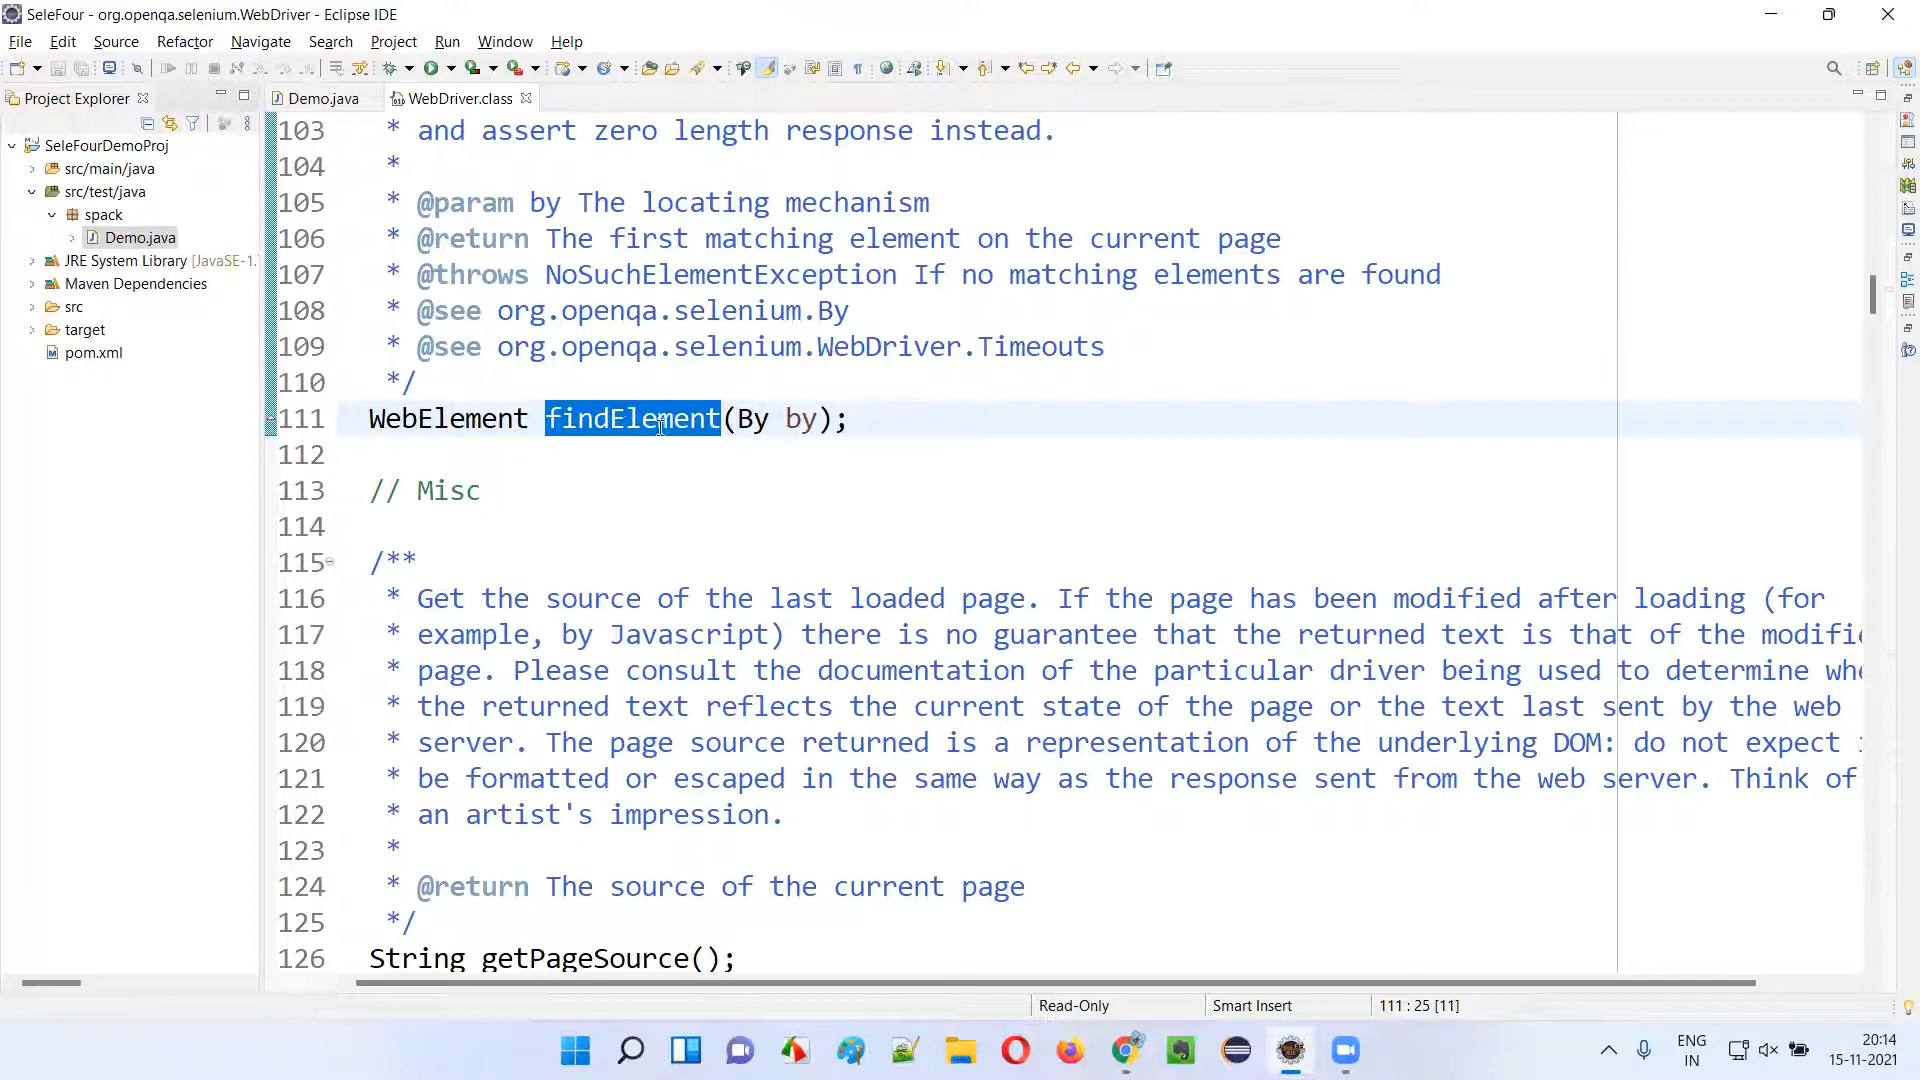 SeleFour - org.openqa.selenium.WebDriver - Eclipse IDE
File Edit Source Refactor Navigate Search Project Run Window Help
Project Explorer
Demo.java
WebDriver.class
SeleFourDemoProj
src/main/java
src/test/java
spack
Demo.java
JRE System Library [JavaSE-1.
Maven Dependencies
src
target
pom.xml
103 * and assert zero length response instead.
104 *
105 * @param by The locating mechanism
106 * @return The first matching element on the current page
107 * @throws NoSuchElementException If no matching elements are found
108 * @see org.openqa.selenium.By
109 * @see org.openqa.selenium.WebDriver.Timeouts
110 */
111 WebElement findElement(By by);
112
113 // Misc
114
115 /**
116 * Get the source of the last loaded page. If the page has been modified after loading (for
117 * example, by Javascript) there is no guarantee that the returned text is that of the modifie
118 * page. Please consult the documentation of the particular driver being used to determine whe
119 * the returned text reflects the current state of the page or the text last sent by the web
120 * server. The page source returned is a representation of the underlying DOM: do not expect
121 * be formatted or escaped in the same way as the response sent from the web server. Think of
122 * an artist's impression.
123 *
124 * @return The source of the current page
125 */
126 String getPageSource();
Read-Only
Smart Insert
111 : 25 [11]
ENG
IN
20:14
15-11-2021